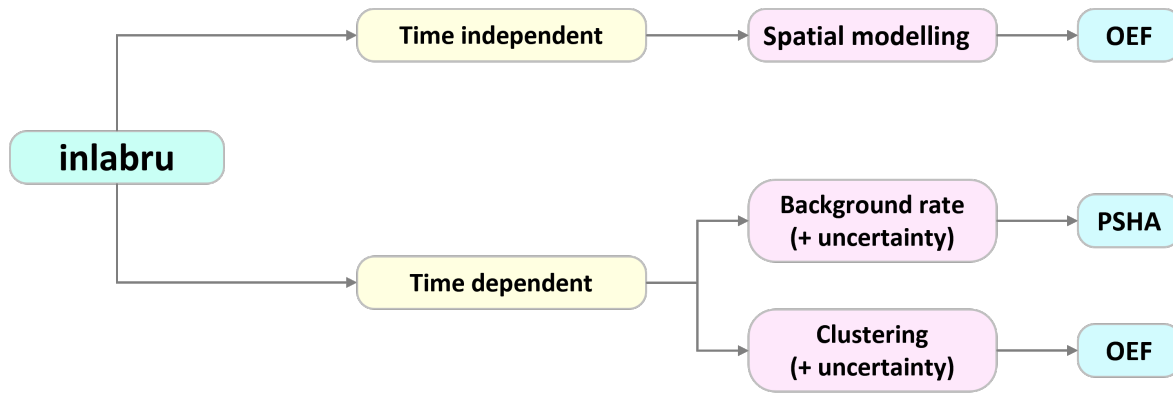 Time independent
Spatial modelling
OEF
inlabru
Time dependent
Background rate
(+ uncertainty)
PSHA
Clustering
(+ uncertainty)
OEF